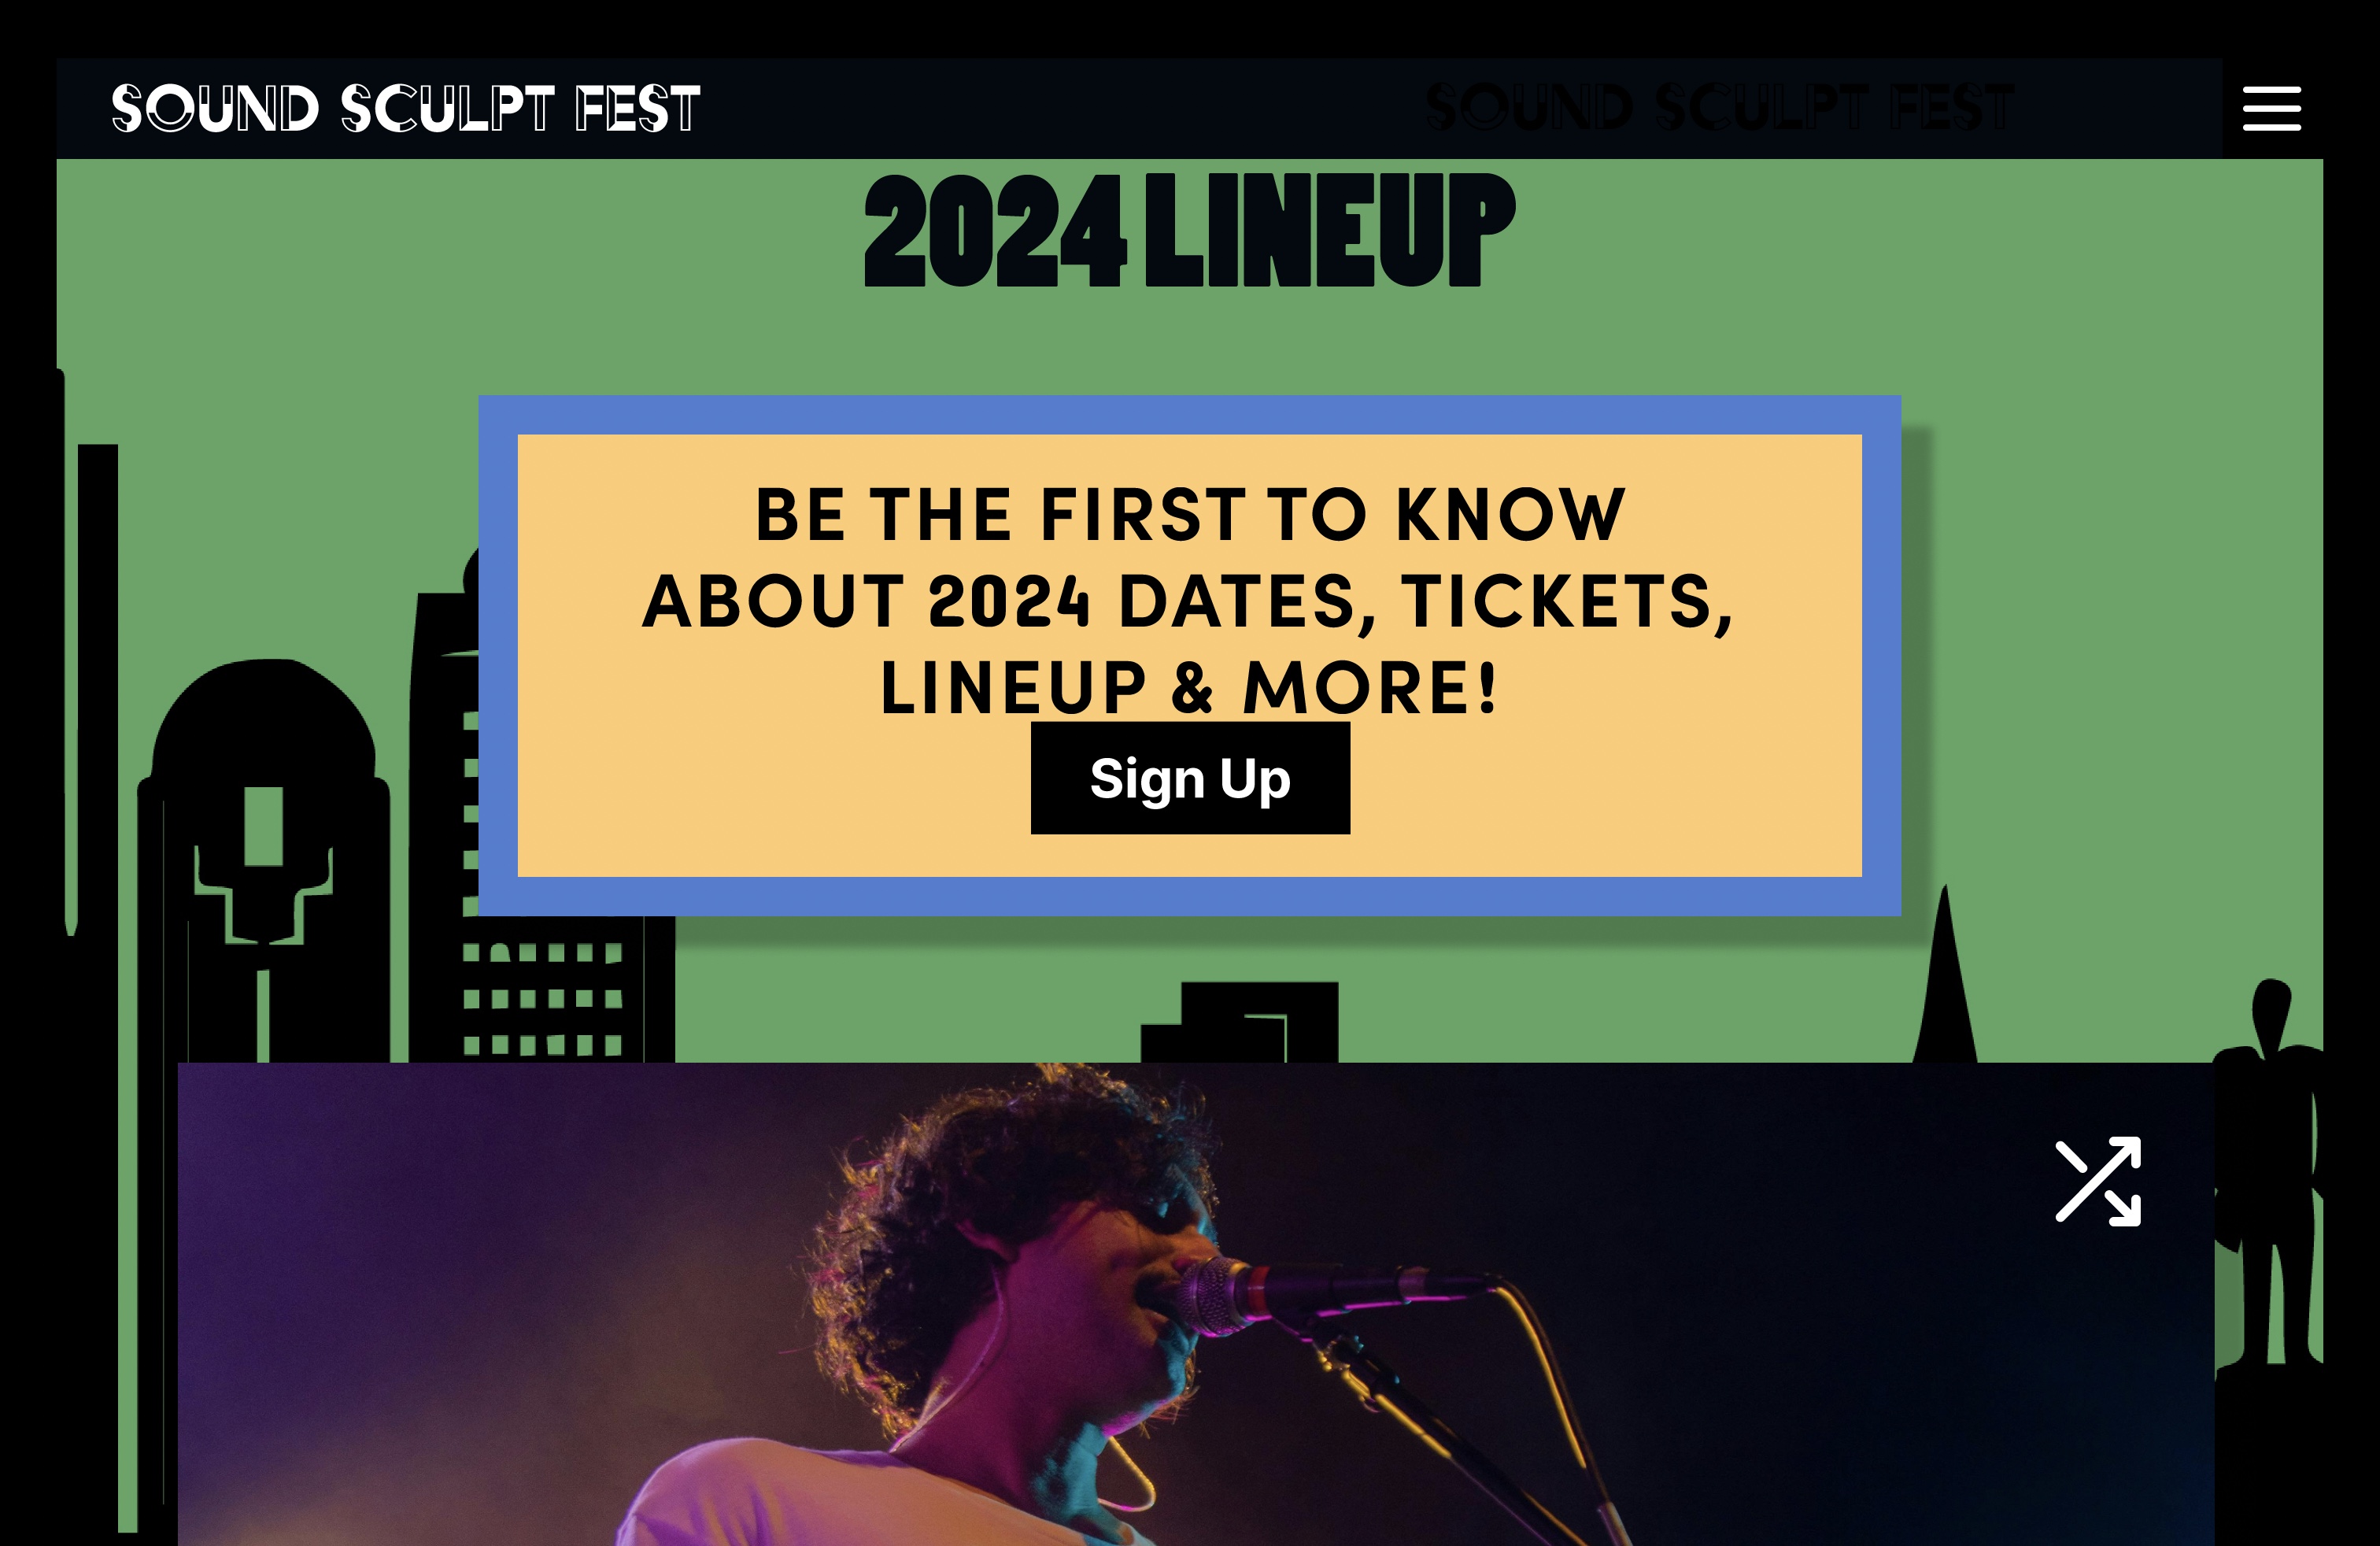 SOUND SCULPT FEST
SOUND SCULPT FEST
2024 LINEUP
BE THE FIRST TO KNOW
ABOUT 2024 DATES, TICKETS,
LINEUP & MORE!
Sign Up